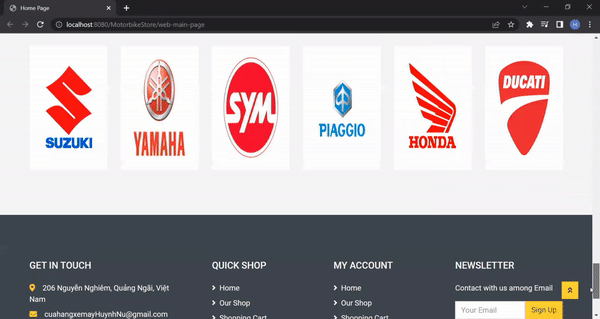 Home Page
localhost:8080/MotorbikeStore/web-main-page
H
SUZUKI
YAMAHA
SYM
PIAGGIO
HONDA
DUCATI
GET IN TOUCH
206 Nguyễn Nghiêm, Quảng Ngãi, Việt
Nam
cuahangxemayHuynhNu@gmail.com
QUICK SHOP
Home
Our Shop
Shopping Cart
MY ACCOUNT
Home
Our Shop
Shopping Cart
NEWSLETTER
Contact with us among Email
Your Email
Sign Up